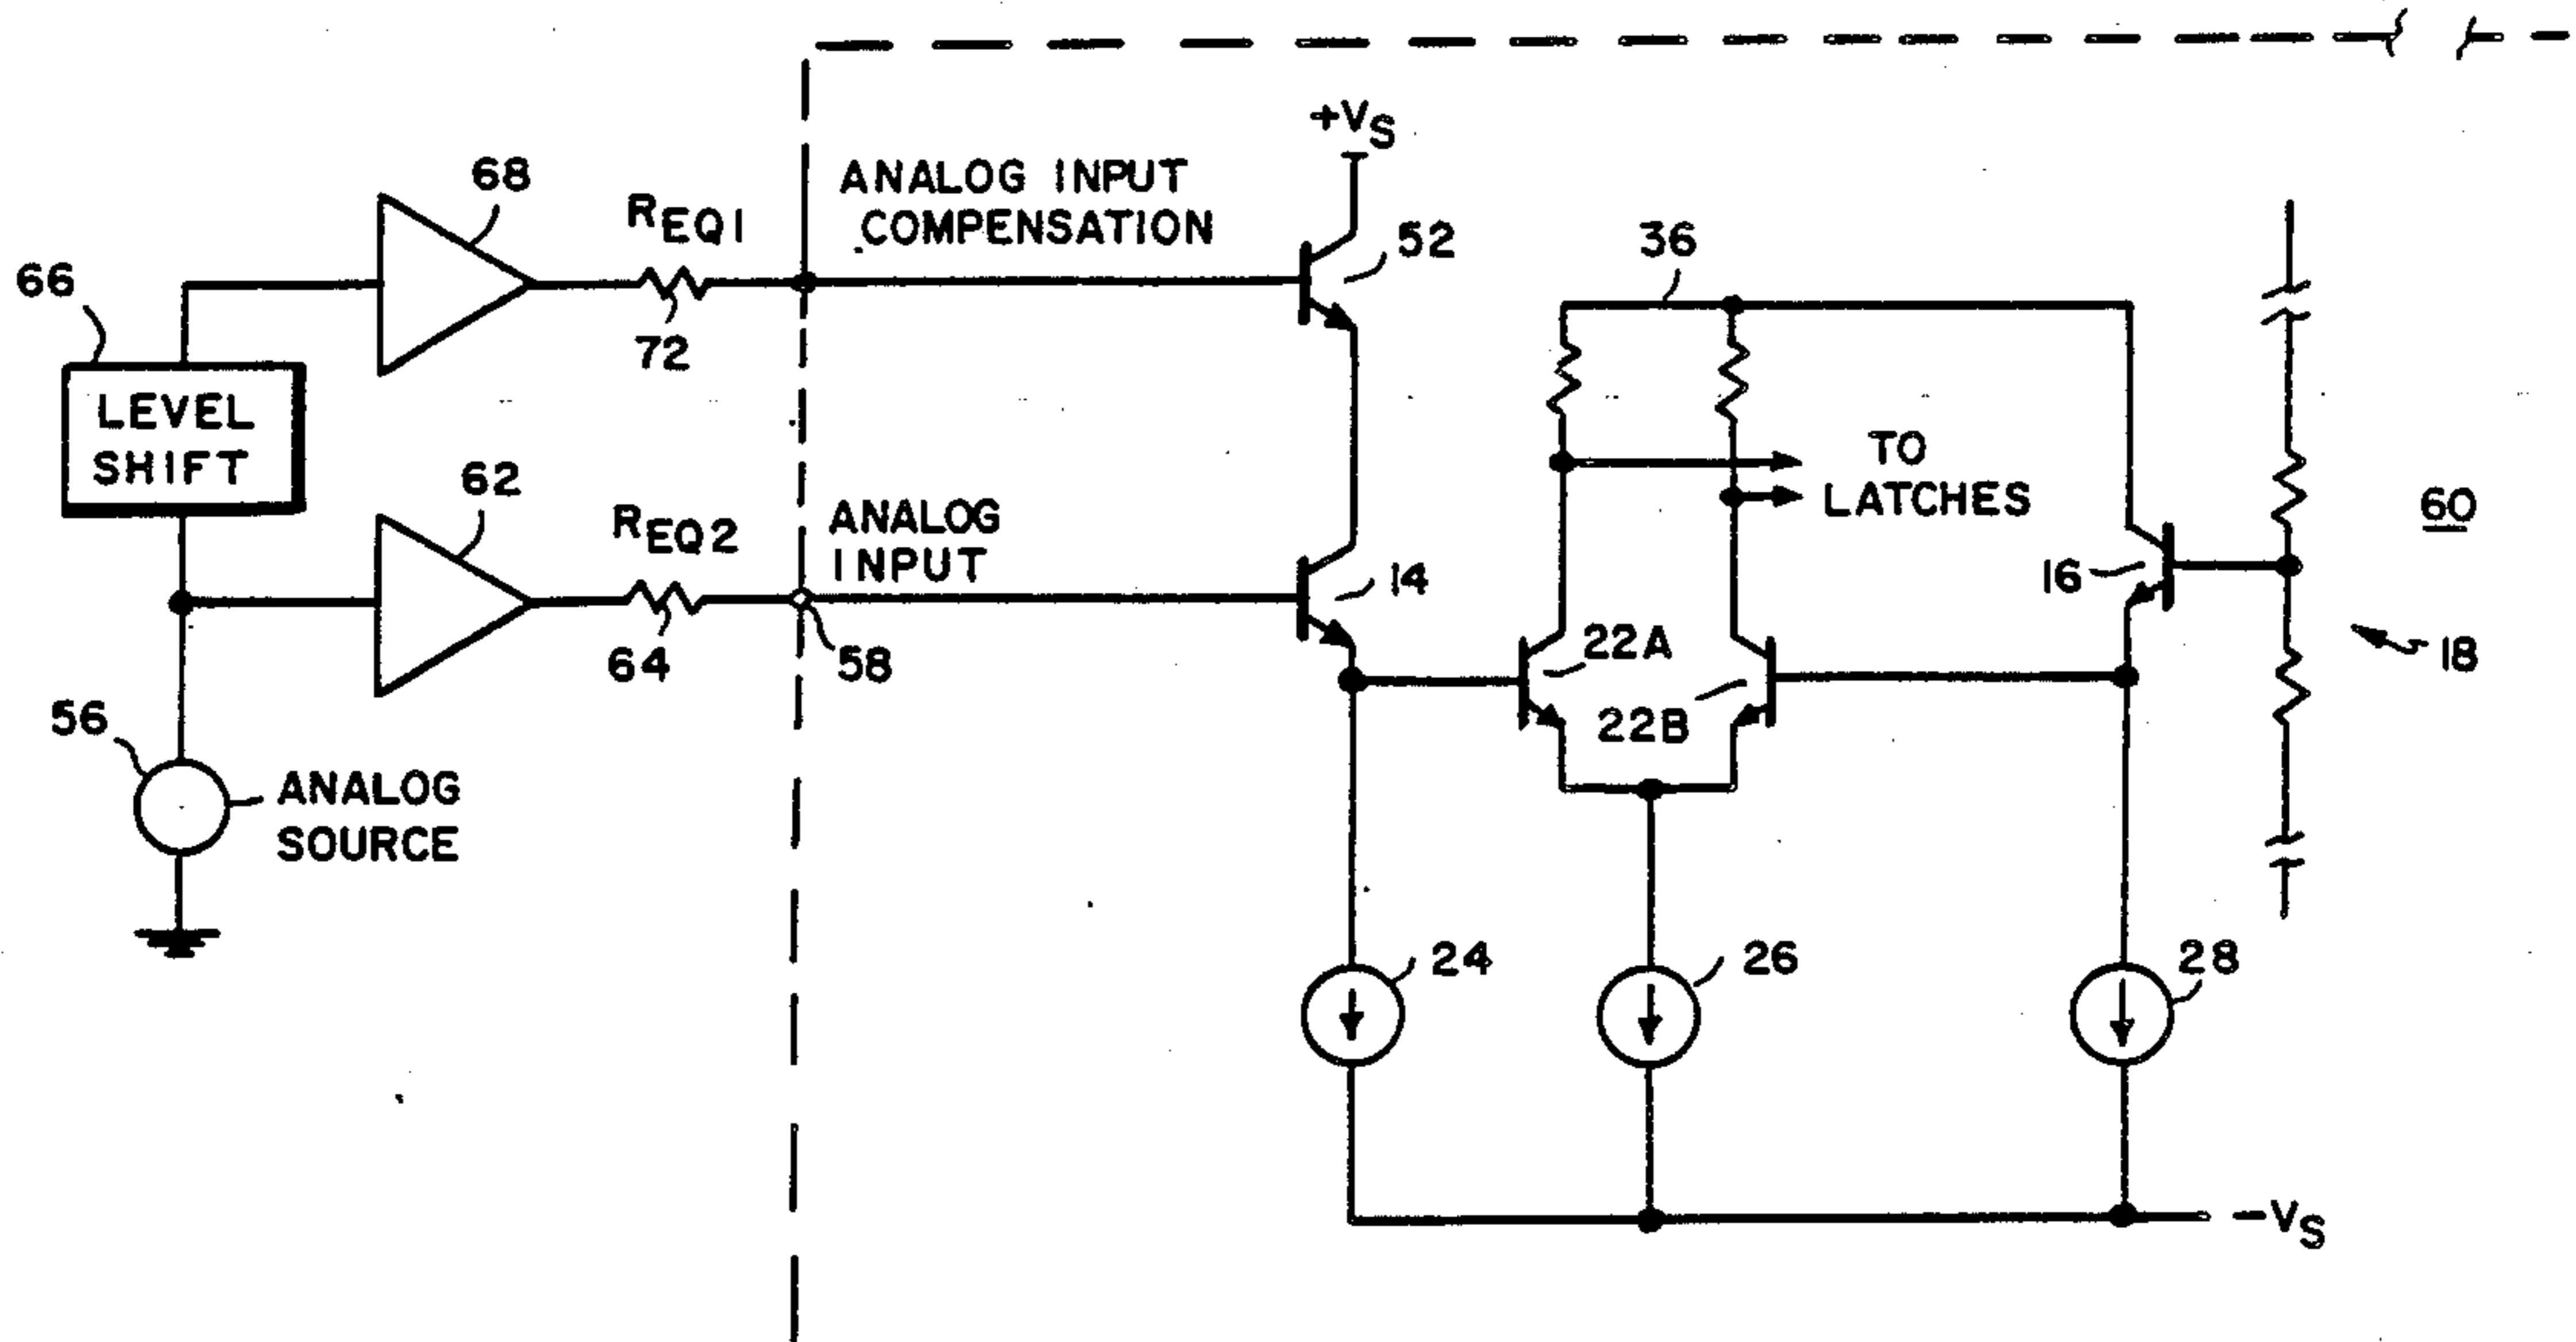 +VS
68
REQ1
ANALOG INPUT
COMPENSATION
52
36
66
72
LEVEL
SHIFT
62
REQ2
ANALOG
INPUT
TO
LATCHES
60
14
16
64
58
22A
18
22B
56
ANALOG
SOURCE
24
26
28
-VS